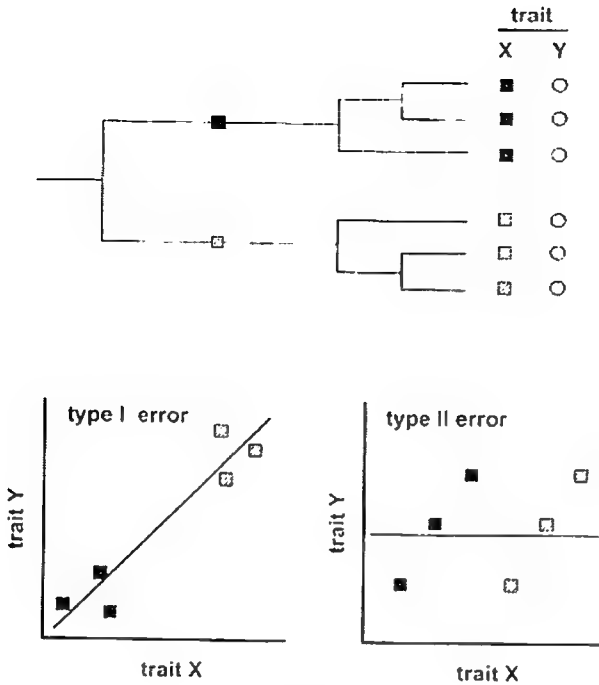 trait
X Y
type I error
trait Y
trait X
type II error
trait Y
trait X